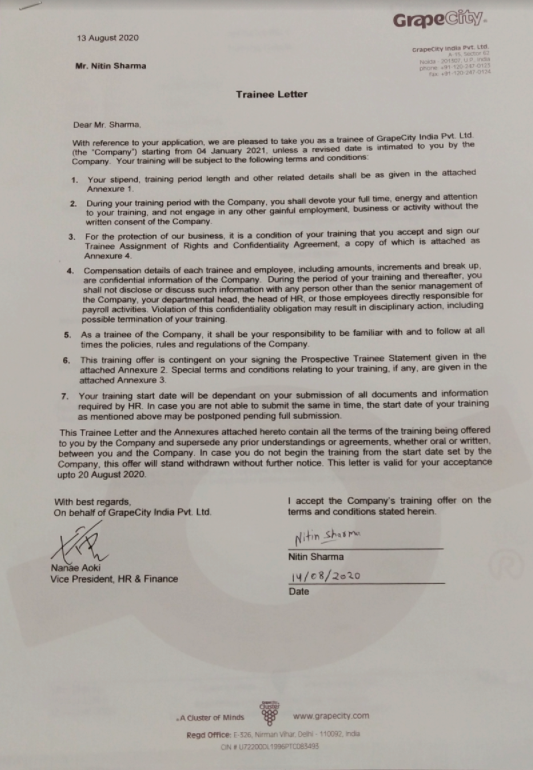 GrapeCity
13 August 2020
GrapeCity India Pvt. Ltd.
Mr. Nitin Sharma
Trainee Letter
Dear Mr. Sharma,
With reference to your application, we are pleased to take you as a trainee of GrapeCity India Pvt. Ltd.
(the "Company") starting from 04 January 2021, unless a revised date is intimated to you by the
Company. Your training will be subject to the following terms and conditions:
1. Your stipend, training period length and other related details shall be as given in the attached
Annexure 1.
2. During your training period with the Company, you shall devote your full time, energy and attention
to your training, and not engage in any other gainful employment, business or activity without the
written consent of the Company.
3. For the protection of our business, it is a condition of your training that you accept and sign our
Trainee Assignment of Rights and Confidentiality Agreement, a copy of which is attached as
Annexure 4.
4. Compensation details of each trainee and employee, including amounts, increments and break up,
are confidential information of the Company. During the period of your training and thereafter, you
shall not disclose or discuss such information with any person other than the senior management of
the Company, your departmental head, the head of HR, or those employees directly responsible for
payroll activities. Violation of this confidentiality obligation may result in disciplinary action, including
possible termination of your training.
5. As a trainee of the Company, it shall be your responsibility to be familiar with and to follow at all
times the policies, rules and regulations of the Company.
6. This training offer is contingent on your signing the Prospective Trainee Statement given in the
attached Annexure 2. Special terms and conditions relating to your training, if any, are given in the
attached Annexure 3.
7. Your training start date will be dependant on your submission of all documents and information
required by HR. In case you are not able to submit the same in time, the start date of your training
as mentioned above may be postponed pending full submission.
This Trainee Letter and the Annexures attached hereto contain all the terms of the training being offered
to you by the Company and supersede any prior understandings or agreements, whether oral or written,
between you and the Company. In case you do not begin the training from the start date set by the
Company, this offer will stand withdrawn without further notice. This letter is valid for your acceptance
upto 20 August 2020.
With best regards,
On behalf of GrapeCity India Pvt. Ltd.
Nanae Aoki
Vice President, HR & Finance
I accept the Company's training offer on the
terms and conditions stated herein.
Nitin Sharma
Nitin Sharma
14/08/2020
Date
A Cluster of Minds
www.grapecity.com
Regd Office: E-326, Nirman Vihar, Delhi - 110092, India